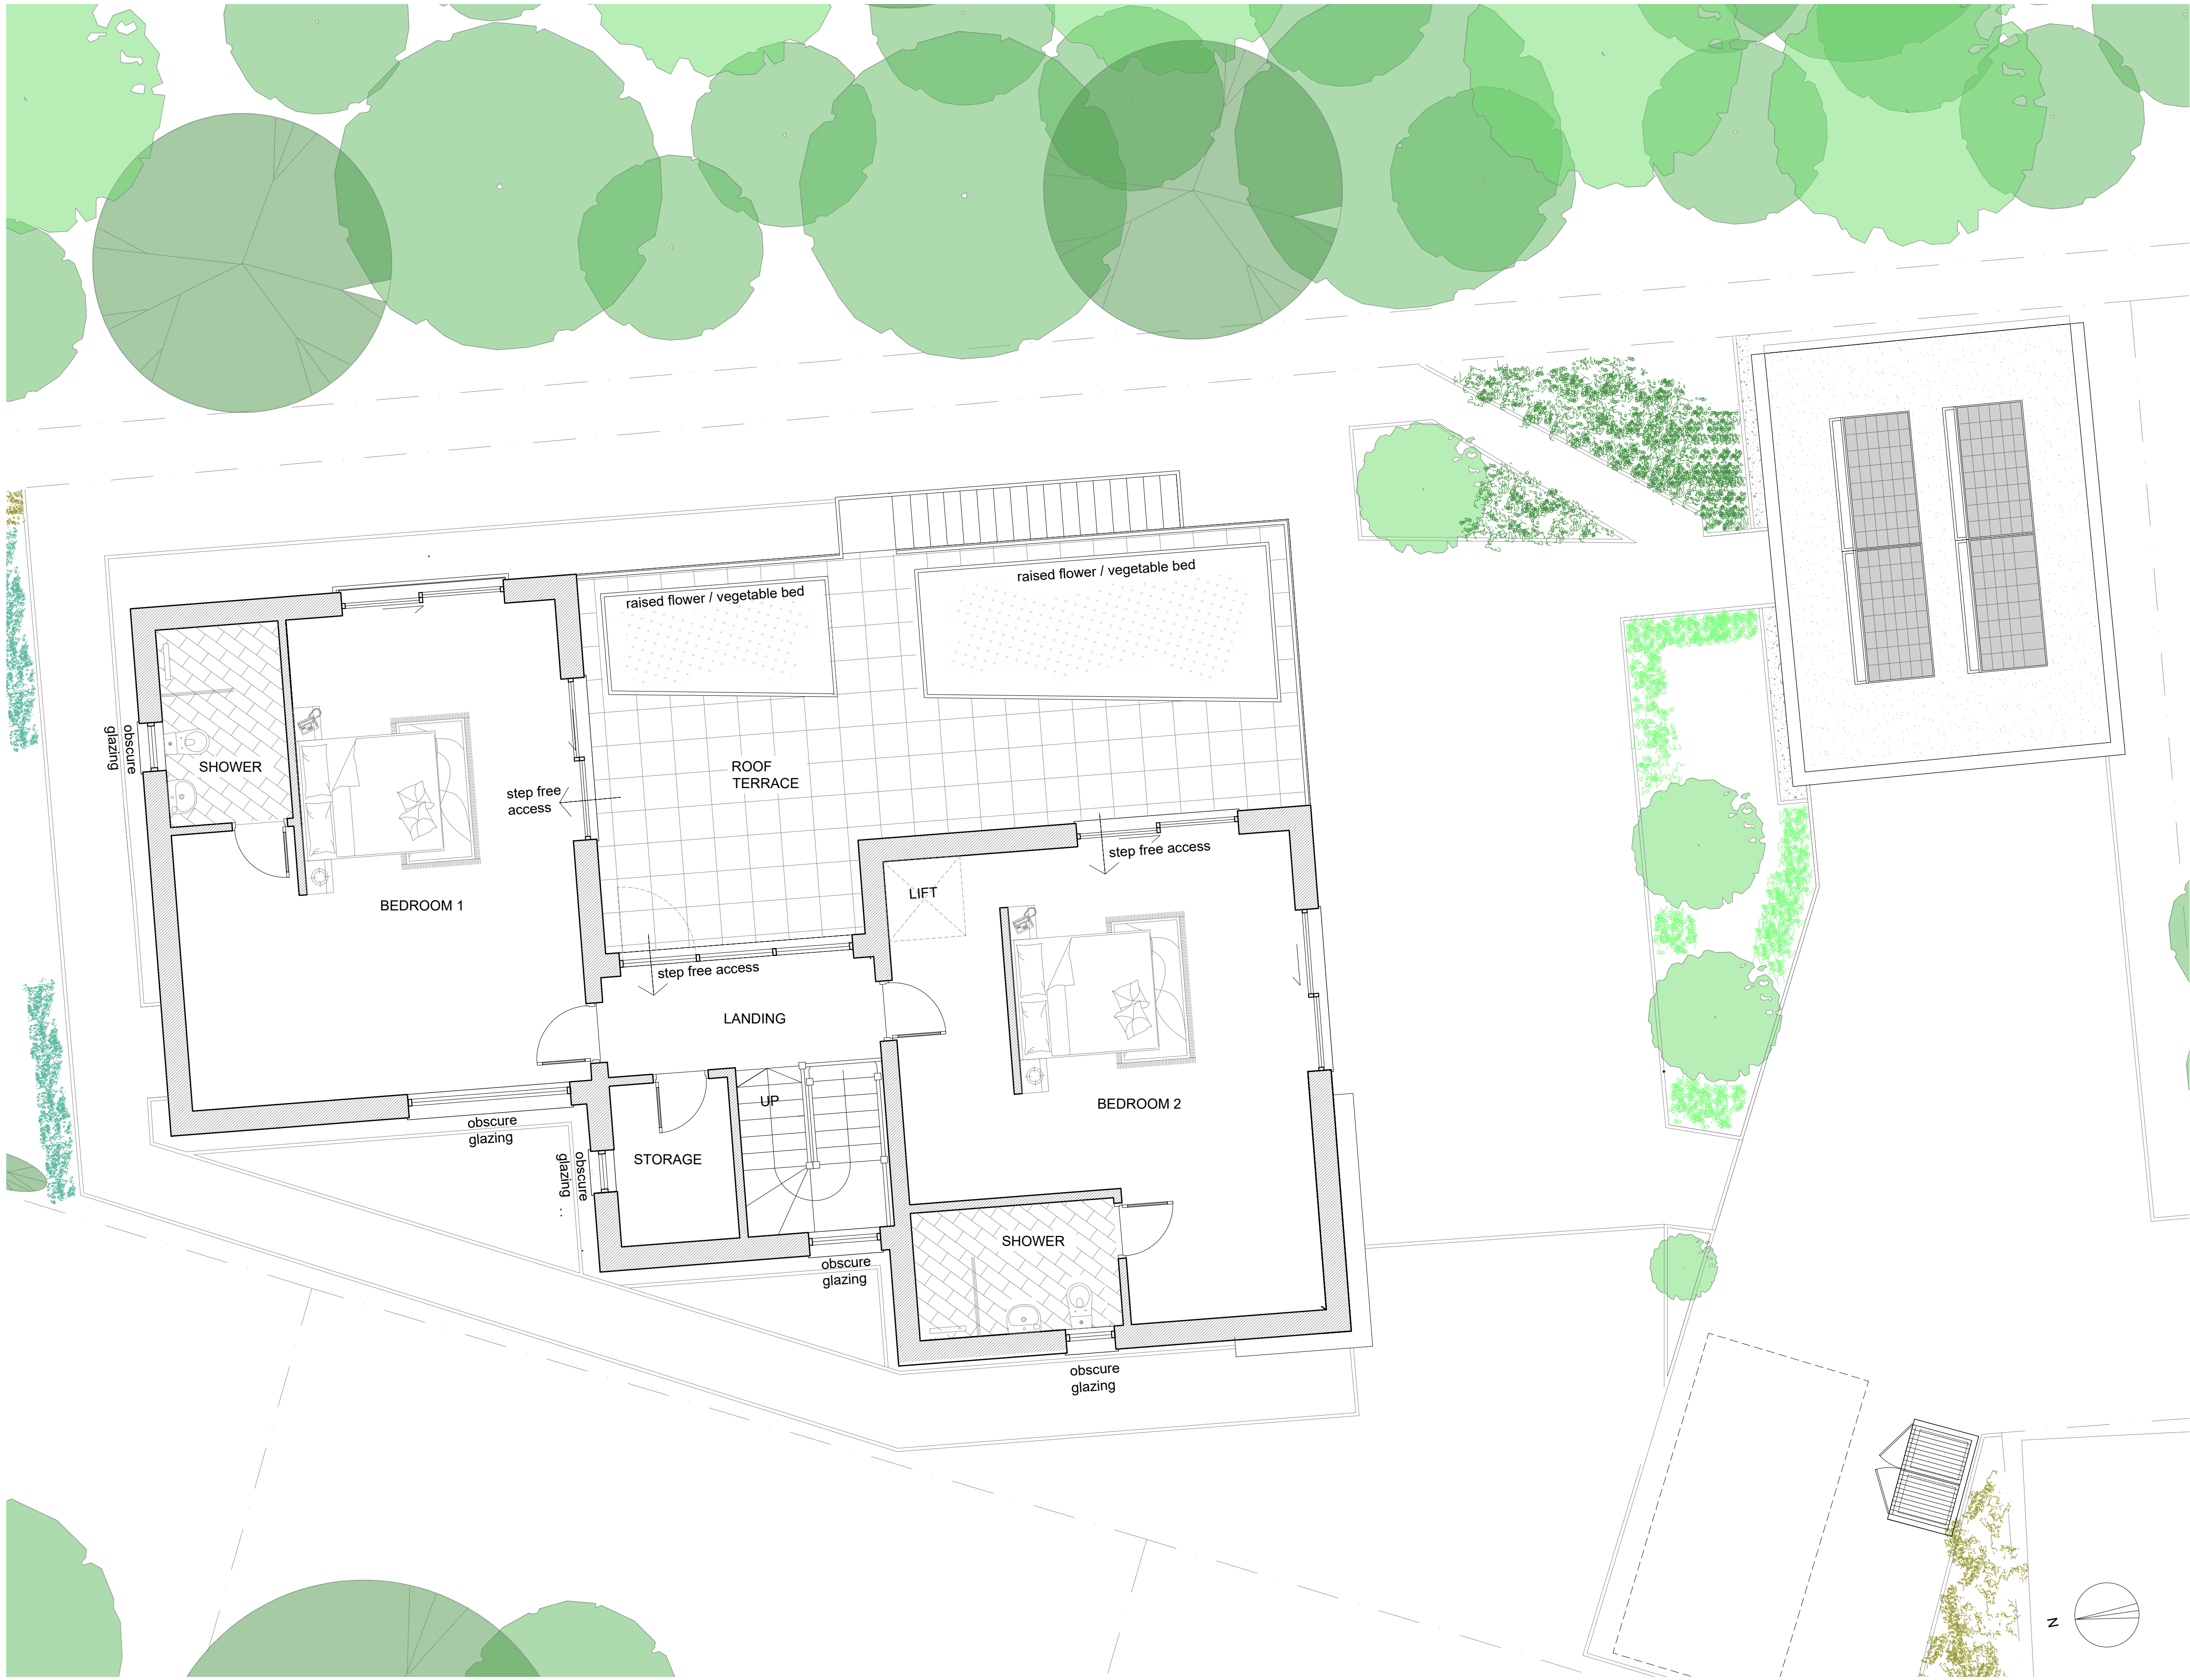 raised flower / vegetable bed
raised flower / vegetable bed
obscure
glazing
SHOWER
ROOF
TERRACE
step free
access
step free access
LIFT
BEDROOM 1
step free access
LANDING
UP
BEDROOM 2
obscure
glazing
STORAGE
obscure
glazing
SHOWER
obscure
glazing
obscure
glazing
N